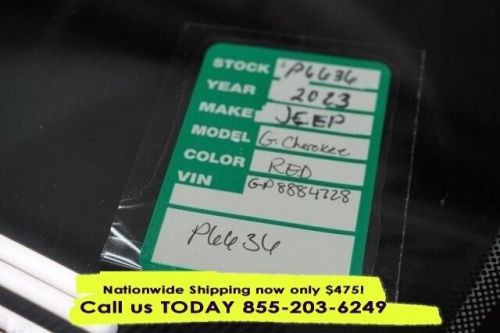 STOCK P6636
YEAR 2023
MAKE JEEP
MODEL G. Cherokee
COLOR RED
VIN GP8884728
P6636
Nationwide Shipping now only $475!
Call us TODAY 855-203-6249